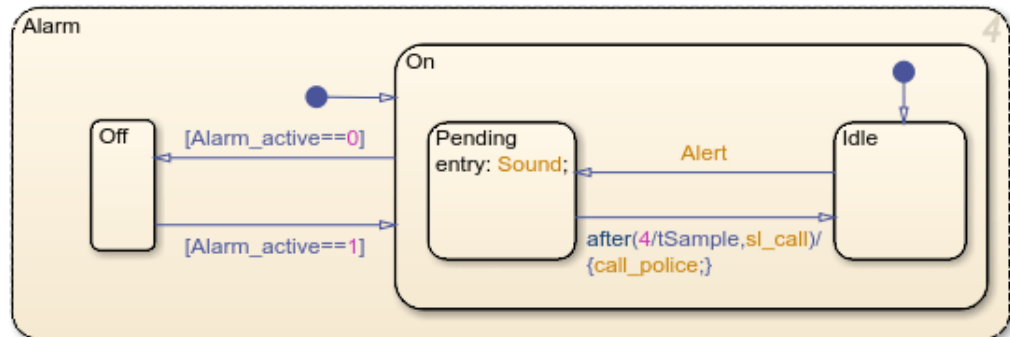 Alarm
4
On
Off
[Alarm_active==0]
[Alarm_active==1]
Pending
entry: Sound;
Alert
after(4/tSample,sl_call)/
{call_police;}
Idle